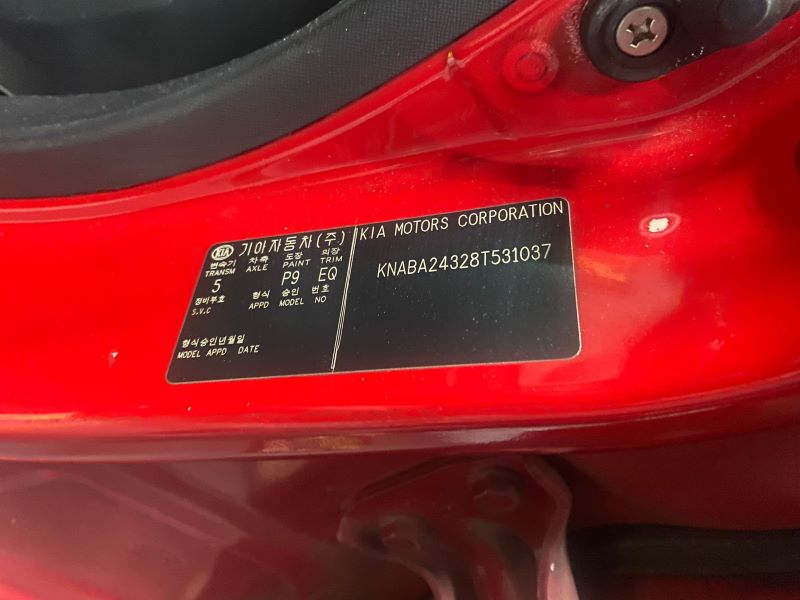 KIA 기아자동차(주)
변속기 차축 도장 의장
TRANSM AXLE PAINT TRIM
5 P9 EQ
정비부호 형식 승인 번호
S.V.C APPD MODEL NO
형식승인년월일
MODEL APPD DATE
KIA MOTORS CORPORATION
KNABA24328T531037